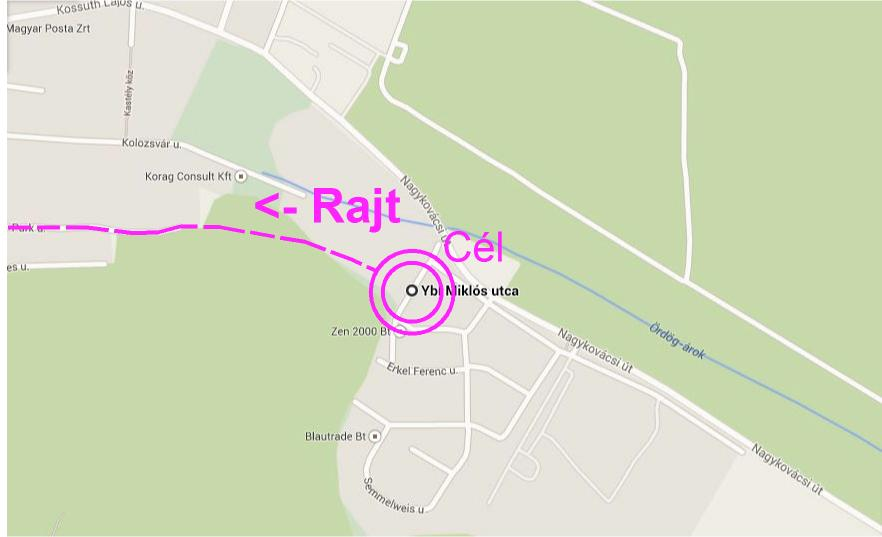 Kossuth Lajos u.
Magyar Posta Zrt
Kastély köz
Kolozsvár u.
Korag Consult Kft
Nagykovácsi ú
<- Rajt
Park u.
Cél
es u.
Ybl Miklós utca
Zen 2000 Bt
Ördög-árok
Nagykovácsi út
Erkel Ferenc u.
Blautrade Bt
Nagykovácsi út
Semmelweis u